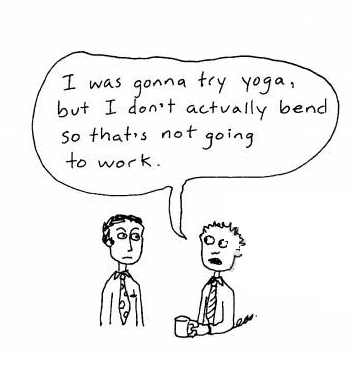 I was gonna try yoga,
but I don't actually bend
so that's not going
to work.